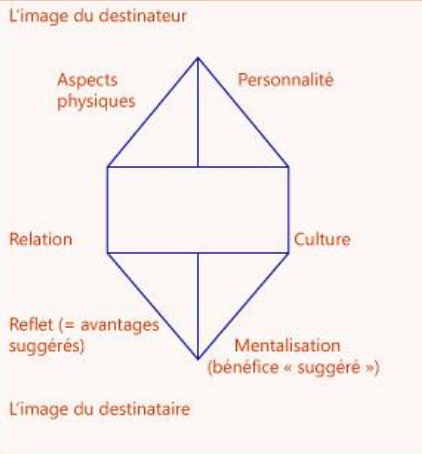 L'image du destinateur
Aspects
physiques
Personnalité
Relation
Culture
Reflet (= avantages
suggérés)
Mentalisation
(bénéfice « suggéré »)
L'image du destinataire